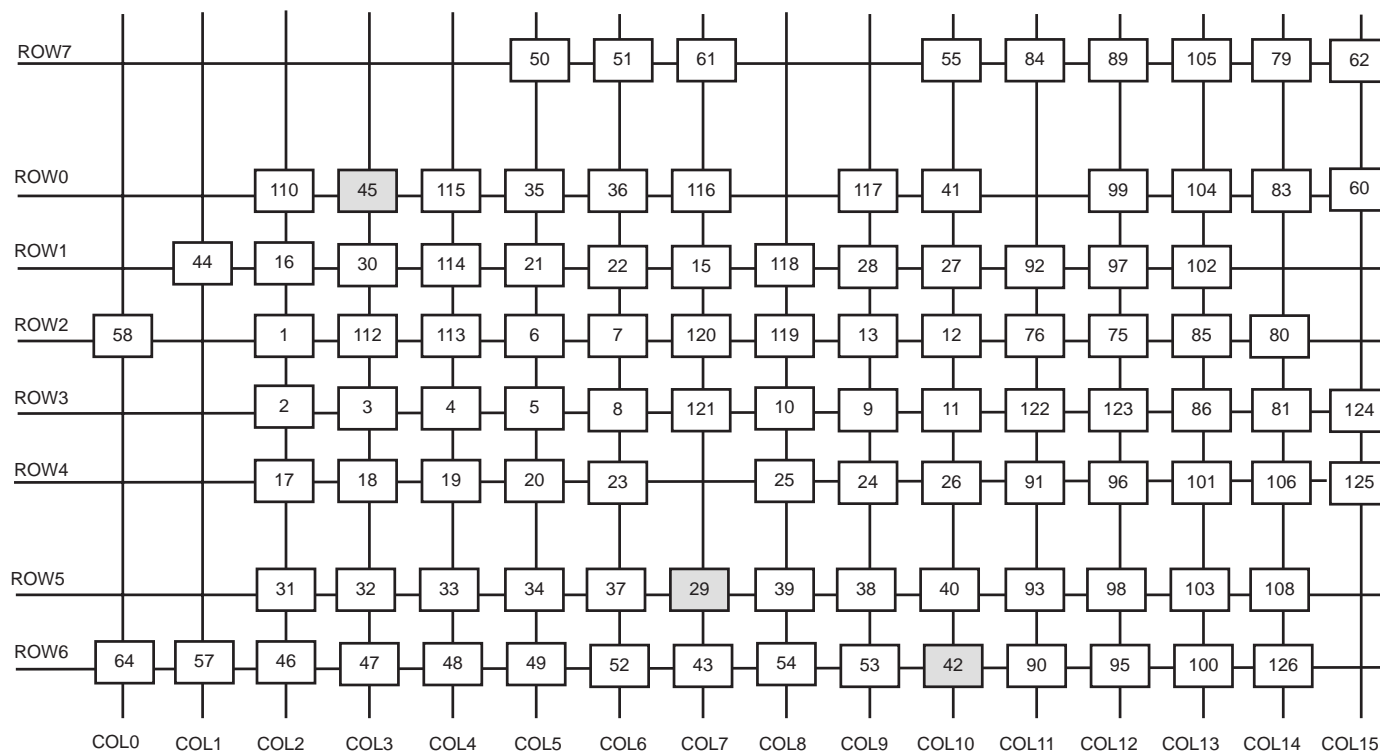 ROW7 50 51 61 55 84 89 105 79 62
ROW0 110 45 115 35 36 116 117 41 99 104 83 60
ROW1 44 16 30 114 21 22 15 118 28 27 92 97 102
ROW2 58 1 112 113 6 7 120 119 13 12 76 75 85 80
ROW3 2 3 4 5 8 121 10 9 11 122 123 86 81 124
ROW4 17 18 19 20 23 25 24 26 91 96 101 106 125
ROW5 31 32 33 34 37 29 39 38 40 93 98 103 108
ROW6 64 57 46 47 48 49 52 43 54 53 42 90 95 100 126
COL0 COL1 COL2 COL3 COL4 COL5 COL6 COL7 COL8 COL9 COL10 COL11 COL12 COL13 COL14 COL15